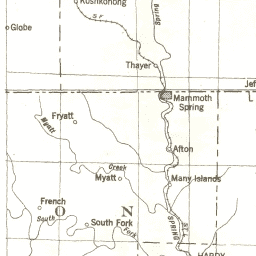 Koshkonong
S.F.
Spring
Globe
Thayer
Jef
L
Mammoth
Spring
Myatt
Fryatt
Afton
Creek
Myatt
Many Islands
French
O N
South
South Fork
Fork
SPRING
HARDY